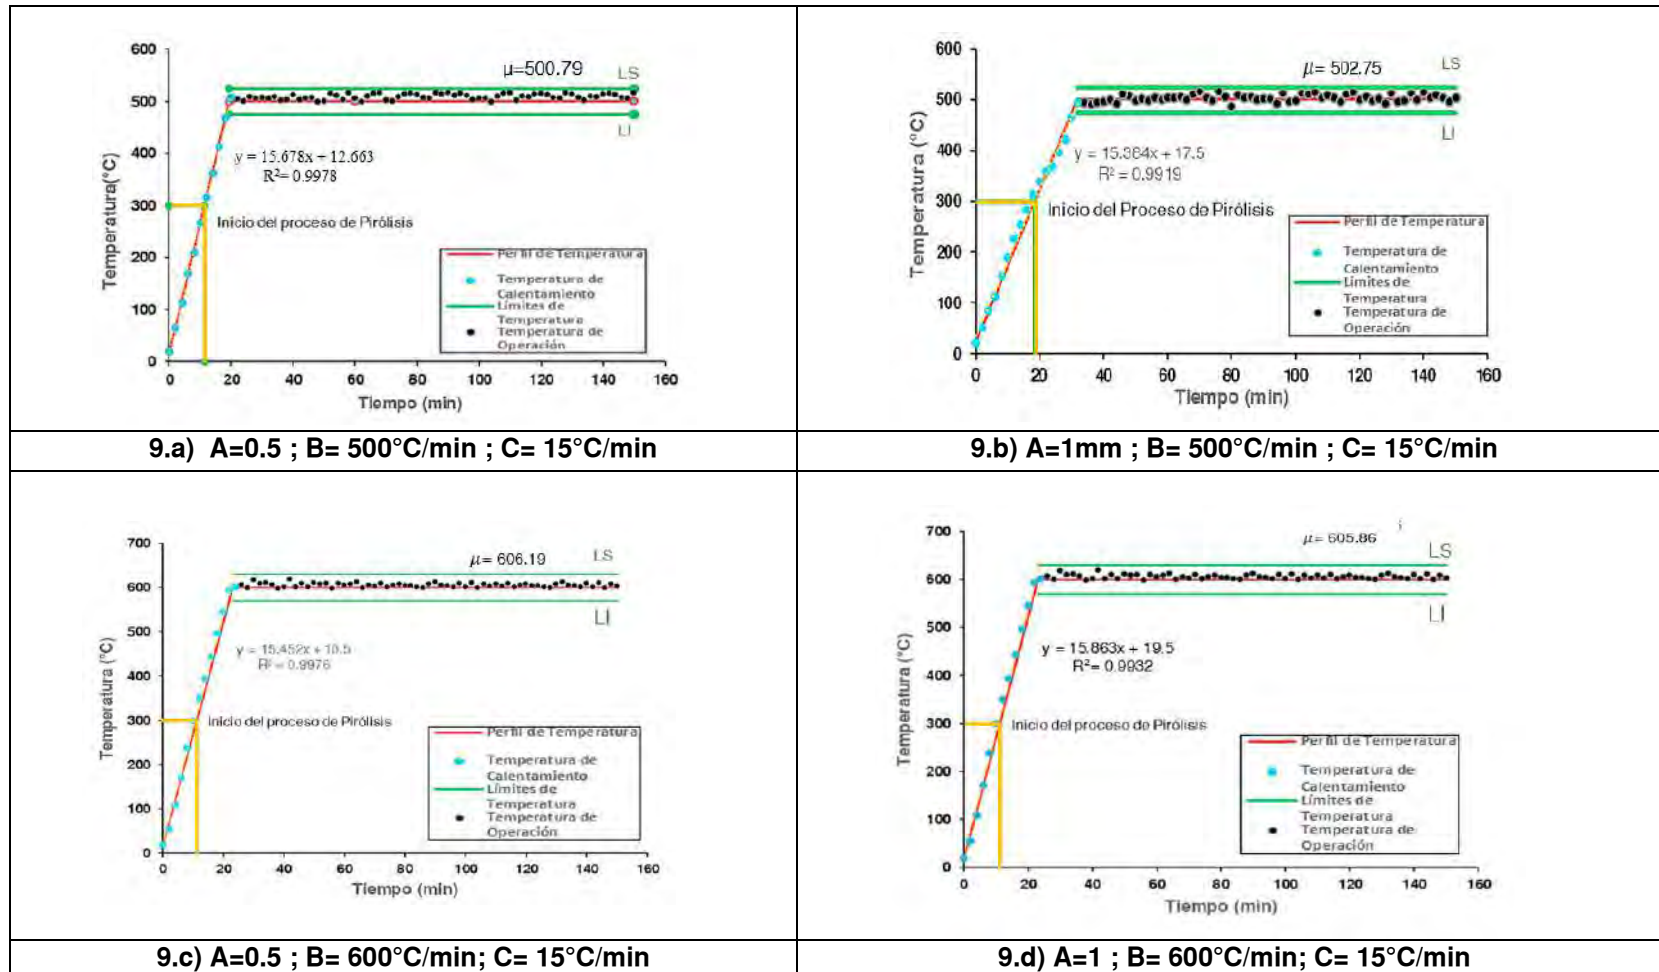 600
500
400
300
200
100
0
0 20 40 60 80 100 120 140 160
Temperatura(°C)
Tiempo (min)
µ=500.79
LS
LI
y = 15.678x + 12.663
R²= 0.9978
Inicio del proceso de Pirólisis
Perfil de Temperatura
Temperatura de
Calentamiento
Límites de
Temperatura
Temperatura de
Operación
9.a) A=0.5 ; B= 500°C/min ; C= 15°C/min
600
500
400
300
200
100
0
0 20 40 60 80 100 120 140 160
Temperatura (°C)
Tiempo (min)
µ= 502.75
LS
LI
y = 15.364x + 17.5
R² = 0.9919
Inicio del Proceso de Pirólisis
Perfil de Temperatura
Temperatura de
Calentamiento
Límites de
Temperatura
Temperatura de
Operación
9.b) A=1mm ; B= 500°C/min ; C= 15°C/min
700
600
500
400
300
200
100
0
0 20 40 60 80 100 120 140 160
Temperatura (°C)
Tiempo (min)
µ= 606.19
LS
LI
y = 15.452x + 10.5
R² = 0.9976
Inicio del proceso de Pirólisis
Perfil de Temperatura
Temperatura de
Calentamiento
Límites de
Temperatura
Temperatura de
Operación
9.c) A=0.5 ; B= 600°C/min; C= 15°C/min
700
600
500
400
300
200
100
0
0 20 40 60 80 100 120 140 160
Temperatura (°C)
Tiempo (min)
µ= 605.86
LS
LI
y = 15.863x + 19.5
R²= 0.9932
Inicio del proceso de Pirólisis
Perfil de Temperatura
Temperatura de
Calentamiento
Límites de
Temperatura
Temperatura de
Operación
9.d) A=1 ; B= 600°C/min; C= 15°C/min